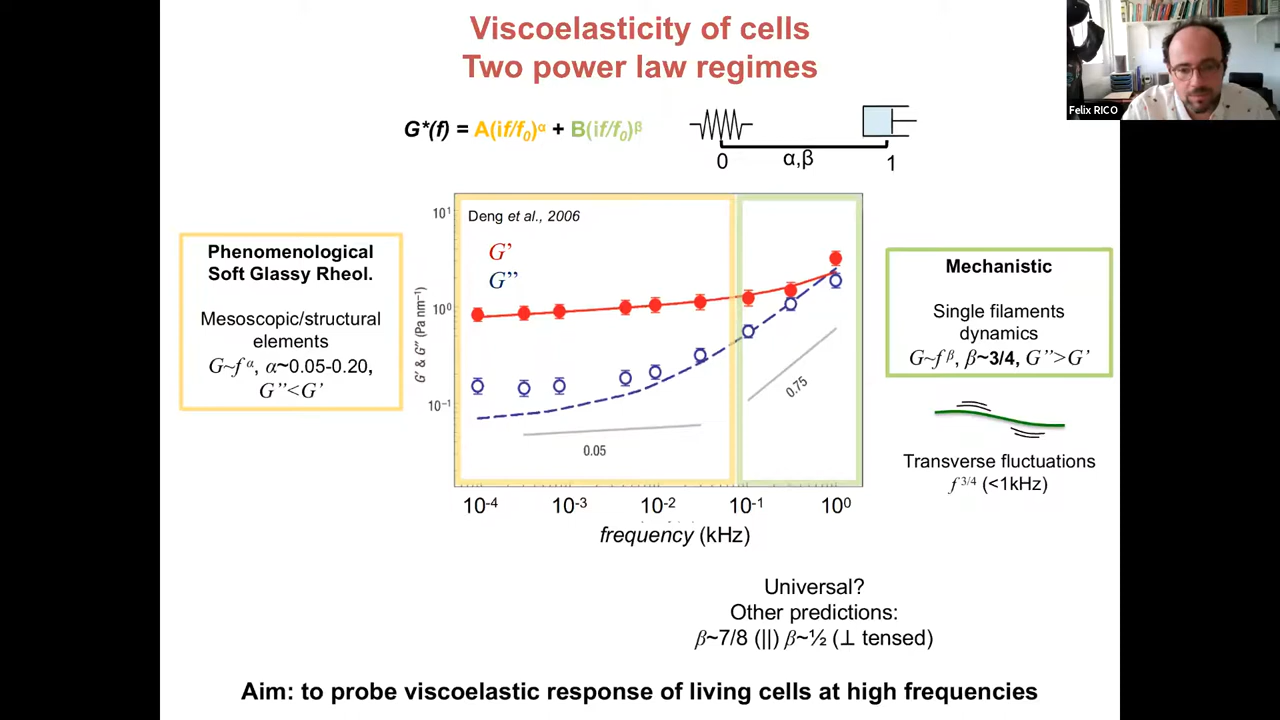 Viscoelasticity of cells
Two power law regimes
Felix RICO
G*(f) = A(if/f₀)ᵅ + B(if/f₀)ᵝ
0 α,β 1
Phenomenological
Soft Glassy Rheol.
Mesoscopic/structural
elements
G~f ᵅ, α~0.05-0.20,
G’’<G’
Deng et al., 2006
G’
G’’
G′ & G″ (Pa nm⁻¹)
10¹
10⁰
10⁻¹
0.05
0.75
10⁻⁴ 10⁻³ 10⁻² 10⁻¹ 10⁰
frequency (kHz)
Mechanistic
Single filaments
dynamics
G~f ᵝ, β~3/4, G’’>G’
Transverse fluctuations
f ³/⁴ (<1kHz)
Universal?
Other predictions:
β~7/8 (||) β~½ (⊥ tensed)
Aim: to probe viscoelastic response of living cells at high frequencies